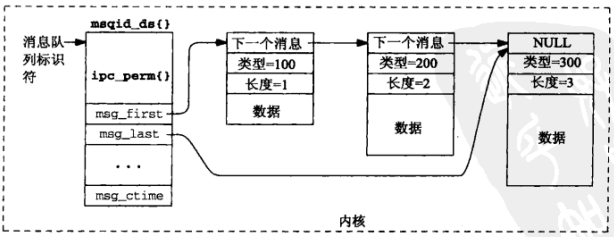 msqid_ds{}
消息队
列标识
符
ipc_perm{}
msg_first
msg_last
...
msg_ctime
下一个消息
类型=100
长度=1
数据
下一个消息
类型=200
长度=2
数据
NULL
类型=300
长度=3
数据
内核